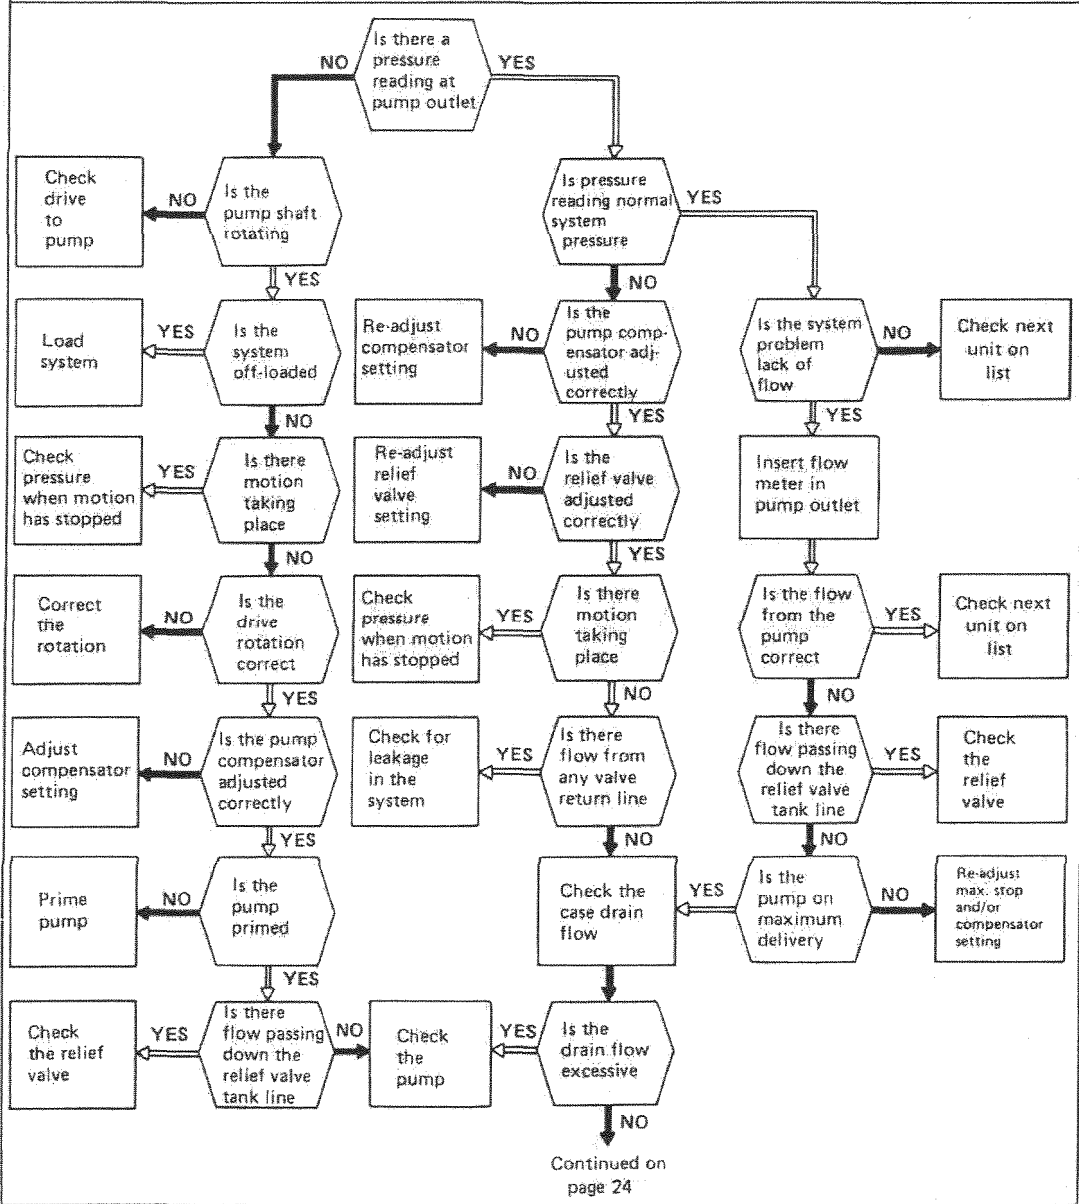 Is there a
pressure
reading at
pump outlet
NO
YES
Check
drive
to
pump
NO
Is the
pump shaft
rotating
Is pressure
reading normal
system
pressure
YES
YES
NO
Load
system
YES
Is the
system
off-loaded
Re-adjust
compensator
setting
NO
Is the
pump comp-
ensator adj-
usted
correctly
Is the system
problem
lack of
flow
NO
Check next
unit on
list
NO
YES
YES
Check
pressure
when motion
has stopped
YES
Is there
motion
taking
place
Re-adjust
relief
valve
setting
NO
Is the
relief valve
adjusted
correctly
Insert flow
meter in
pump outlet
NO
YES
Correct
the
rotation
NO
Is the
drive
rotation
correct
Check
pressure
when motion
has stopped
YES
Is there
motion
taking
place
Is the flow
from the
pump
correct
YES
Check next
unit on
list
YES
NO
NO
Adjust
compensator
setting
NO
Is the pump
compensator
adjusted
correctly
Check for
leakage
in the
system
YES
Is there
flow from
any valve
return line
Is there
flow passing
down the
relief valve
tank line
YES
Check
the
relief
valve
YES
NO
NO
Prime
pump
NO
Is the
pump
primed
Check the
case drain
flow
YES
Is the
pump on
maximum
delivery
NO
Re-adjust
max. stop
and/or
compensator
setting
YES
Check
the relief
valve
YES
Is there
flow passing
down the
relief valve
tank line
NO
Check
the
pump
YES
Is the
drain flow
excessive
NO
Continued on
page 24